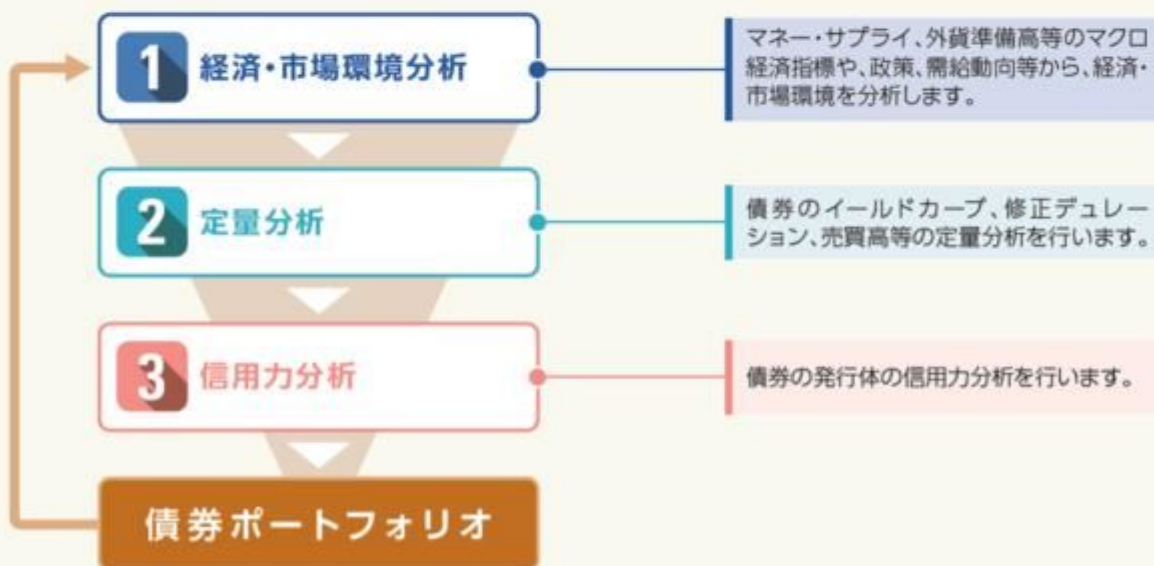 1 経済・市場環境分析
マネー・サプライ、外貨準備高等のマクロ
経済指標や、政策、需給動向等から、経済・
市場環境を分析します。
2 定量分析
債券のイールドカーブ、修正デュレー
ション、売買高等の定量分析を行います。
3 信用力分析
債券の発行体の信用力分析を行います。
債券ポートフォリオ